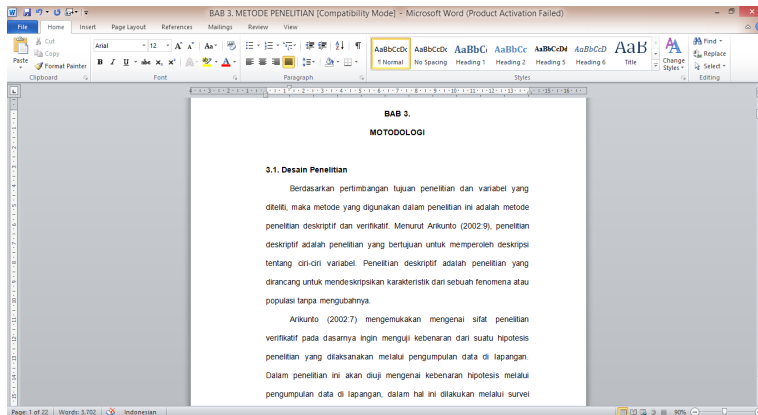 BAB 3. METODE PENELITIAN [Compatibility Mode] - Microsoft Word (Product Activation Failed)
File Home Insert Page Layout References Mailings Review View
Cut
Copy
Format Painter
Paste
Clipboard
Arial 12
Font
Paragraph
AaBbCcDc AaBbCcDc AaBbC AaBbCc AaBbCcDd AaBbCcD AaB
¶ Normal No Spacing Heading 1 Heading 2 Heading 5 Heading 6 Title
Change Styles
Styles
Find
Replace
Select
Editing
BAB 3.
MOTODOLOGI
3.1. Desain Penelitian
Berdasarkan pertimbangan tujuan penelitian dan variabel yang
diteliti, maka metode yang digunakan dalam penelitian ini adalah metode
penelitian deskriptif dan verifikatif. Menurut Arikunto (2002:9), penelitian
deskriptif adalah penelitian yang bertujuan untuk memperoleh deskripsi
tentang ciri-ciri variabel. Penelitian deskriptif adalah penelitian yang
dirancang untuk mendeskripsikan karakteristik dari sebuah fenomena atau
populasi tanpa mengubahnya.
Arikunto (2002:7) mengemukakan mengenai sifat penelitian
verifikatif pada dasarnya ingin menguji kebenaran dari suatu hipotesis
penelitian yang dilaksanakan melalui pengumpulan data di lapangan.
Dalam penelitian ini akan diuji mengenai kebenaran hipotesis melalui
pengumpulan data di lapangan, dalam hal ini dilakukan melalui survei
Page: 1 of 22 Words: 3.702 Indonesian 90%